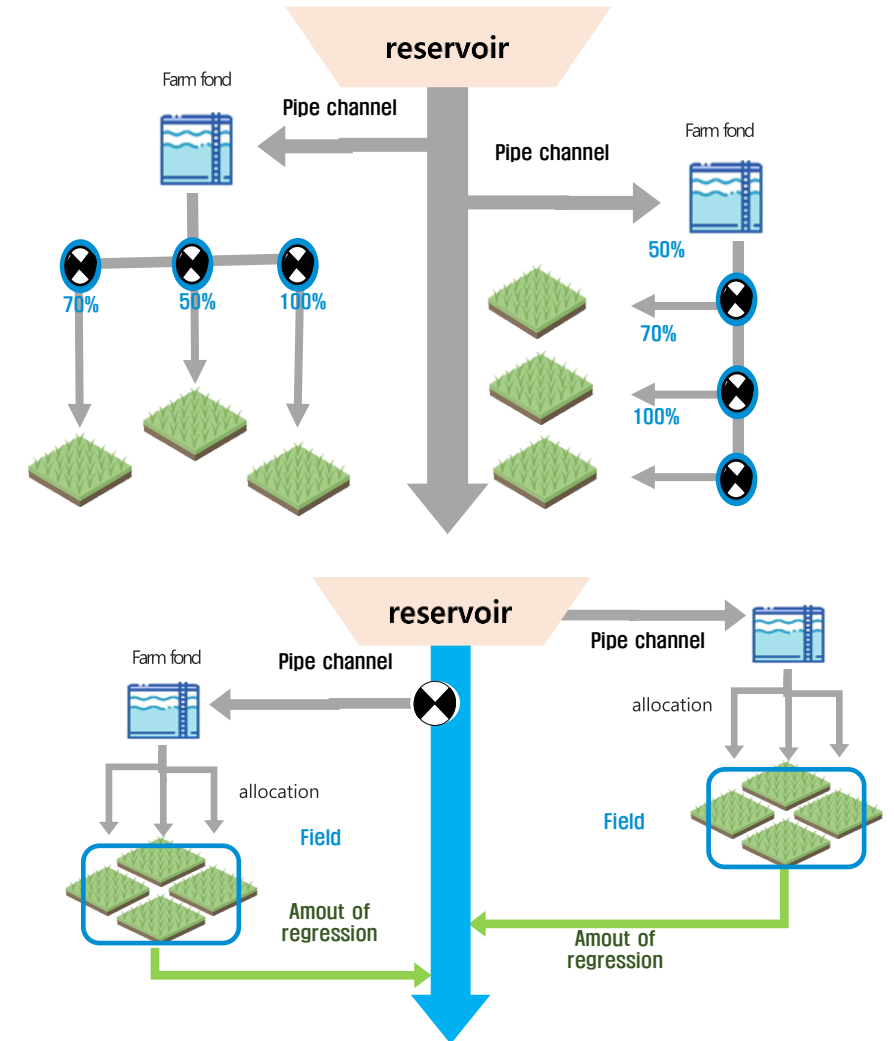 reservoir
Farm fond
Pipe channel
Farm fond
Pipe channel
50%
70%
50%
100%
70%
100%
reservoir
Pipe channel
Farm fond
Pipe channel
allocation
allocation
Field
Field
Amout of
regression
Amout of
regression